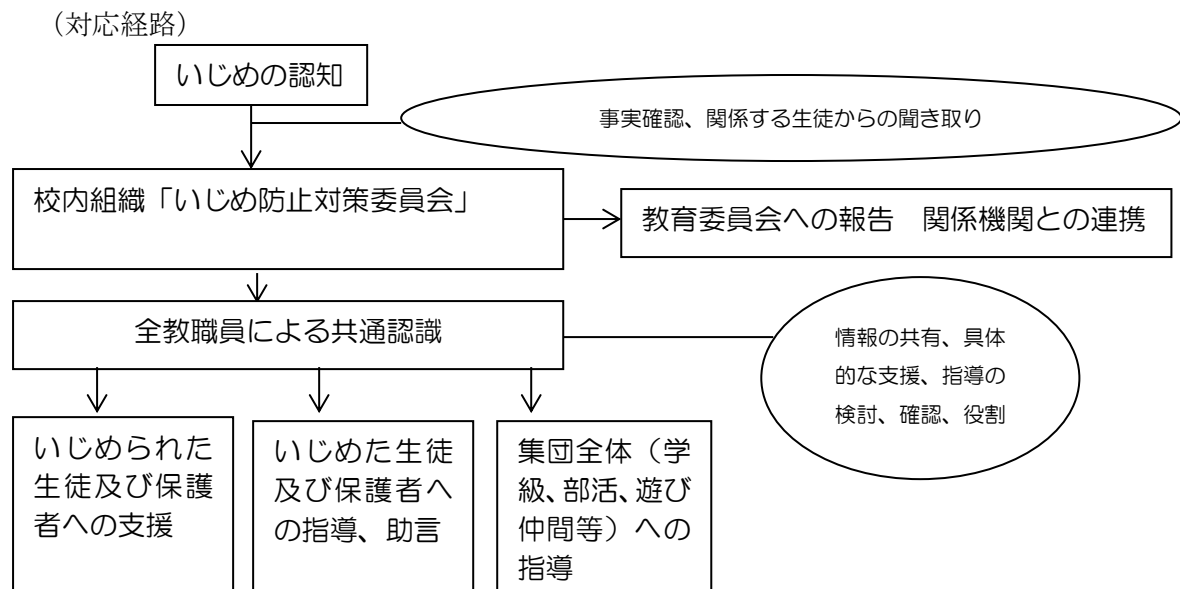 （対応経路）
いじめの認知
事実確認、関係する生徒からの聞き取り
校内組織「いじめ防止対策委員会」
教育委員会への報告　関係機関との連携
全教職員による共通認識
情報の共有、具体
的な支援、指導の
検討、確認、役割
いじめられた
生徒及び保護
者への支援
いじめた生徒
及び保護者へ
の指導、助言
集団全体（学
級、部活、遊び
仲間等）への
指導